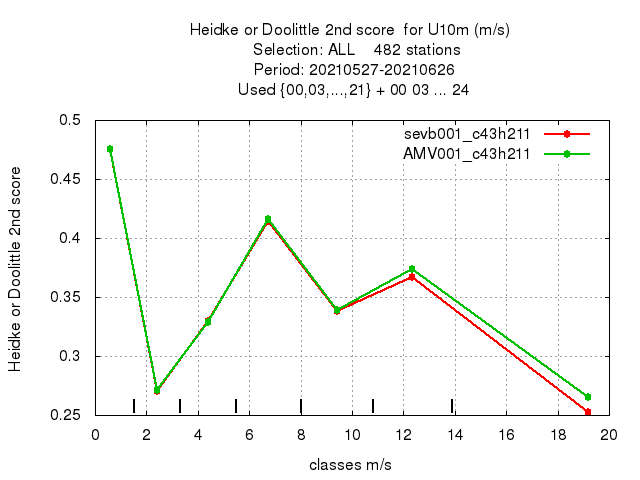 Heidke or Doolittle 2nd score  for U10m (m/s)
Selection: ALL    482 stations
Period: 20210527-20210626
Used {00,03,...,21} + 00 03 ... 24
sevb001_c43h211
AMV001_c43h211
Heidke or Doolittle 2nd score
0.5
0.45
0.4
0.35
0.3
0.25
0 2 4 6 8 10 12 14 16 18 20
classes m/s